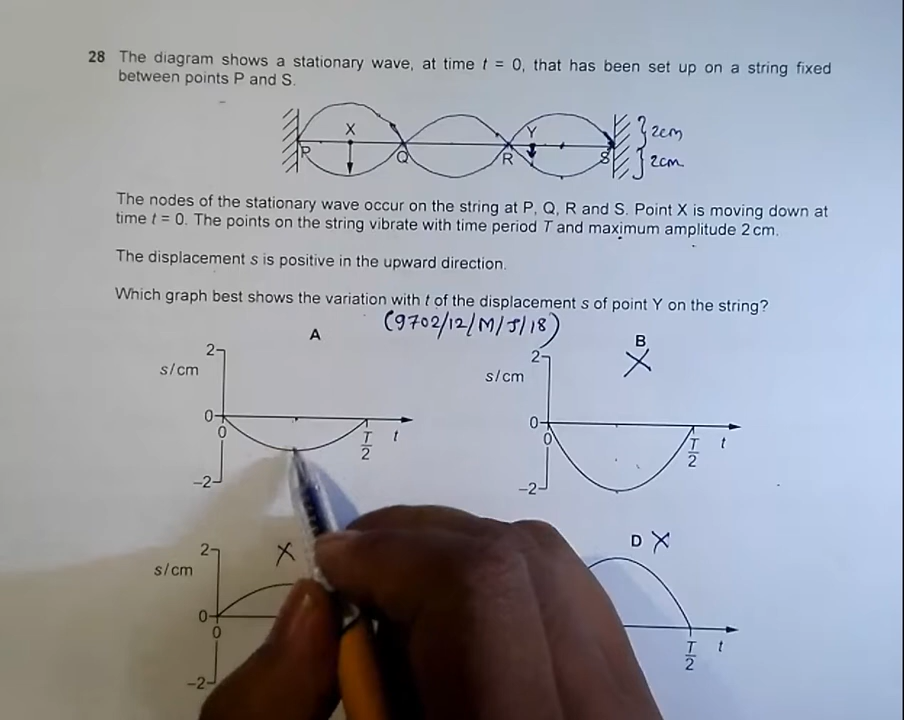 28 The diagram shows a stationary wave, at time t = 0, that has been set up on a string fixed
between points P and S.
X Y
P Q R S
}2cm
}2cm
The nodes of the stationary wave occur on the string at P, Q, R and S. Point X is moving down at
time t = 0. The points on the string vibrate with time period T and maximum amplitude 2 cm.
The displacement s is positive in the upward direction.
Which graph best shows the variation with t of the displacement s of point Y on the string?
(9702/12/M/J/18)
A
2
s/cm
0
0 T/2 t
-2
B
X
2
s/cm
0
0 T/2 t
-2
X
2
s/cm
0
0
-2
D X
T/2 t